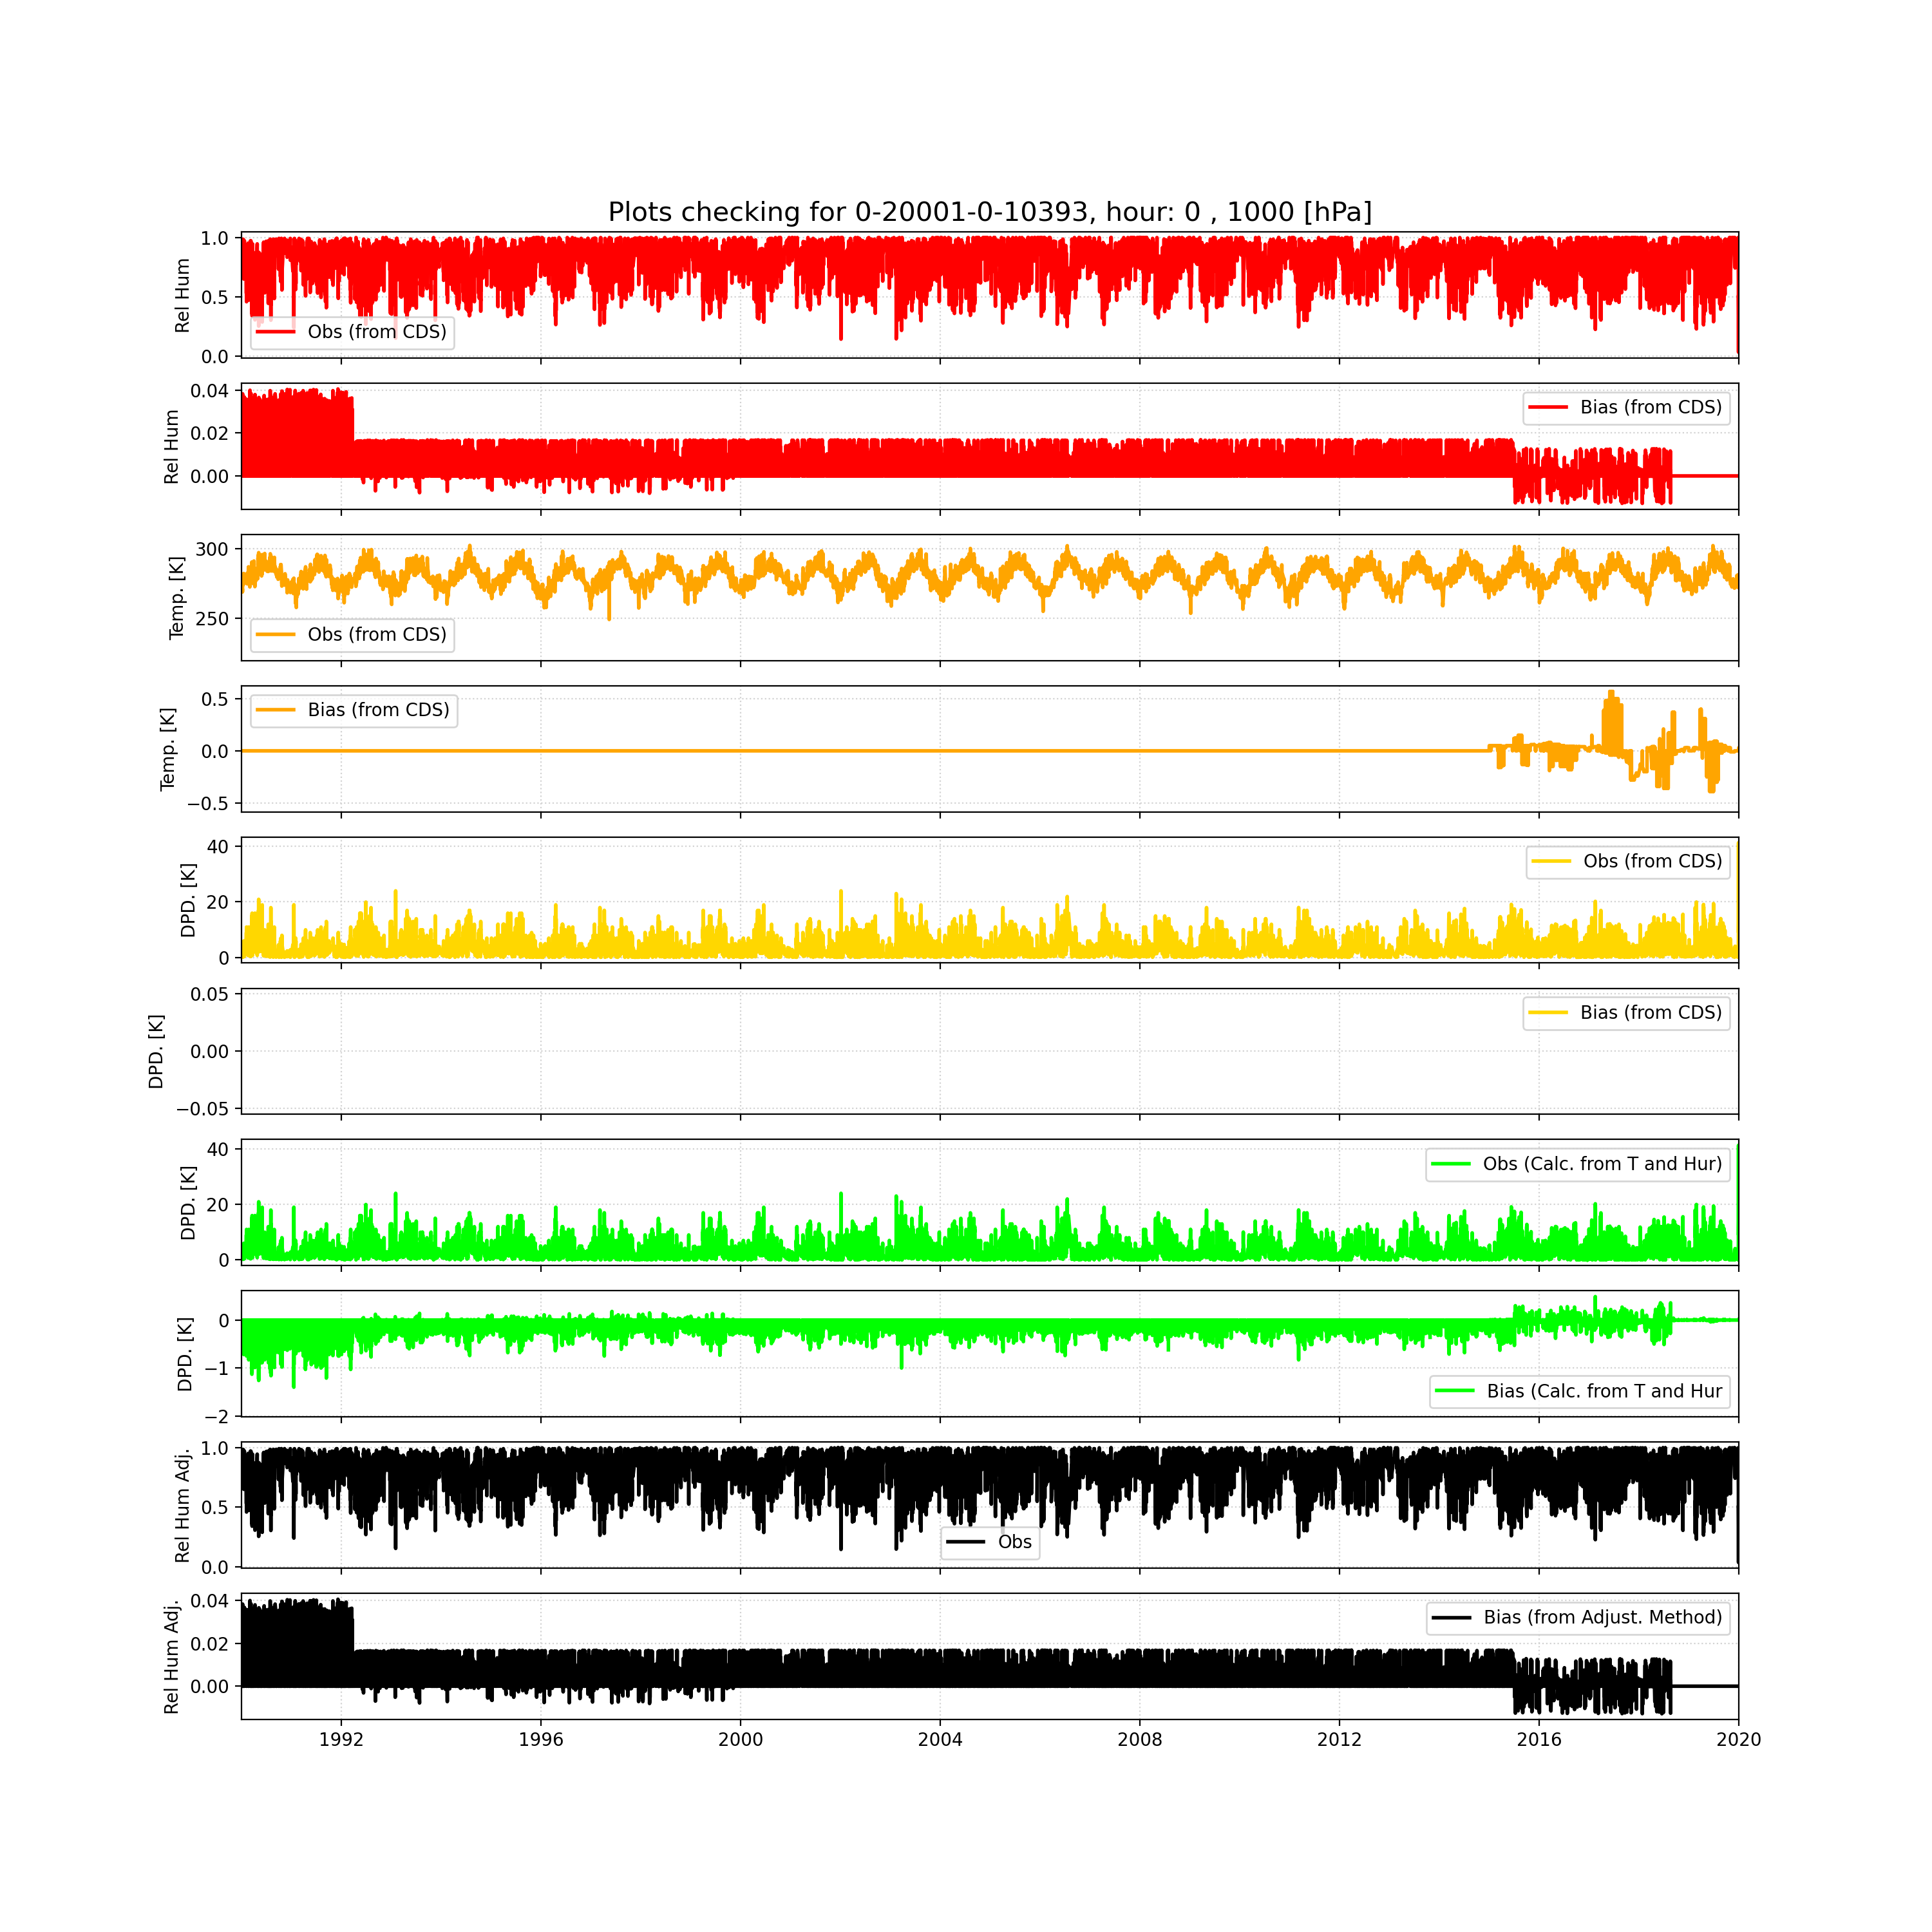 Plots checking for 0-20001-0-10393, hour: 0 , 1000 [hPa]
Rel Hum
1.0
0.5
0.0
Obs (from CDS)
Rel Hum
0.04
0.02
0.00
Bias (from CDS)
Temp. [K]
300
250
Obs (from CDS)
Temp. [K]
0.5
0.0
−0.5
Bias (from CDS)
DPD. [K]
40
20
0
Obs (from CDS)
DPD. [K]
0.05
0.00
−0.05
Bias (from CDS)
DPD. [K]
40
20
0
Obs (Calc. from T and Hur)
DPD. [K]
0
−1
−2
Bias (Calc. from T and Hur
Rel Hum Adj.
1.0
0.5
0.0
Obs
Rel Hum Adj.
0.04
0.02
0.00
Bias (from Adjust. Method)
1992 1996 2000 2004 2008 2012 2016 2020